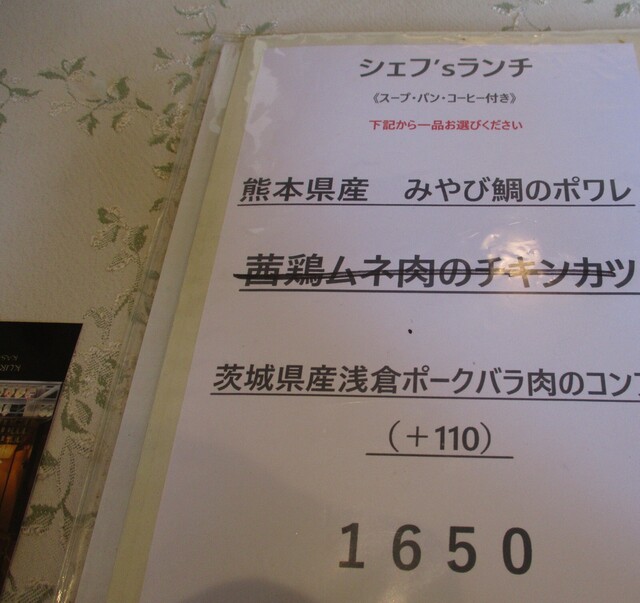 シェフ'sランチ
《スープ・パン・コーヒー付き》
下記から一品お選びください
熊本県産　みやび鯛のポワレ
茜鶏ムネ肉のチキンカツ
茨城県産浅倉ポークバラ肉のコンフ
（＋110）
1650